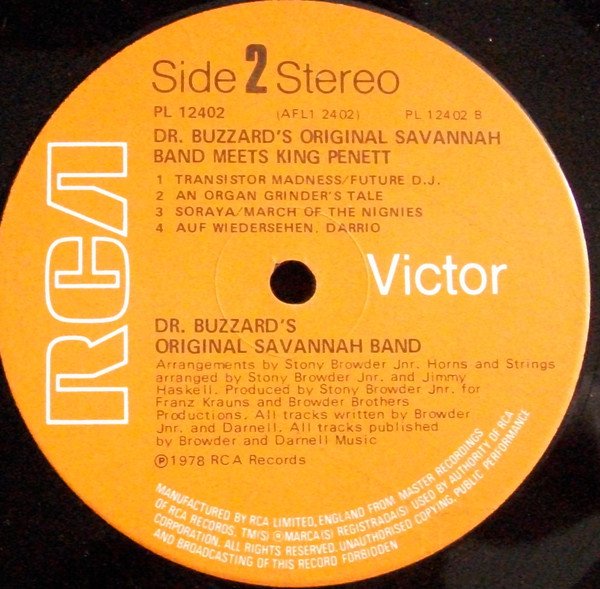 Side 2 Stereo
PL 12402 (AFL1 2402) PL 12402 B
DR. BUZZARD'S ORIGINAL SAVANNAH
BAND MEETS KING PENETT
1 TRANSISTOR MADNESS/FUTURE D.J.
2 AN ORGAN GRINDER'S TALE
3 SORAYA/MARCH OF THE NIGNIES
4 AUF WIEDERSEHEN, DARRIO
RCA
Victor
DR. BUZZARD'S
ORIGINAL SAVANNAH BAND
Arrangements by Stony Browder Jnr. Horns and Strings
arranged by Stony Browder Jnr. and Jimmy
Haskell. Produced by Stony Browder Jnr. for
Franz Krauns and Browder Brothers
Productions. All tracks written by Browder
Jnr. and Darnell. All tracks published
by Browder and Darnell Music
℗1978 RCA Records
MANUFACTURED BY RCA LIMITED, ENGLAND FROM MASTER RECORDINGS
OF RCA RECORDS. TM(S) ® MARCA(S) REGISTRADA(S) USED BY AUTHORITY OF RCA
CORPORATION. ALL RIGHTS RESERVED. UNAUTHORISED COPYING, PUBLIC PERFORMANCE
AND BROADCASTING OF THIS RECORD FORBIDDEN